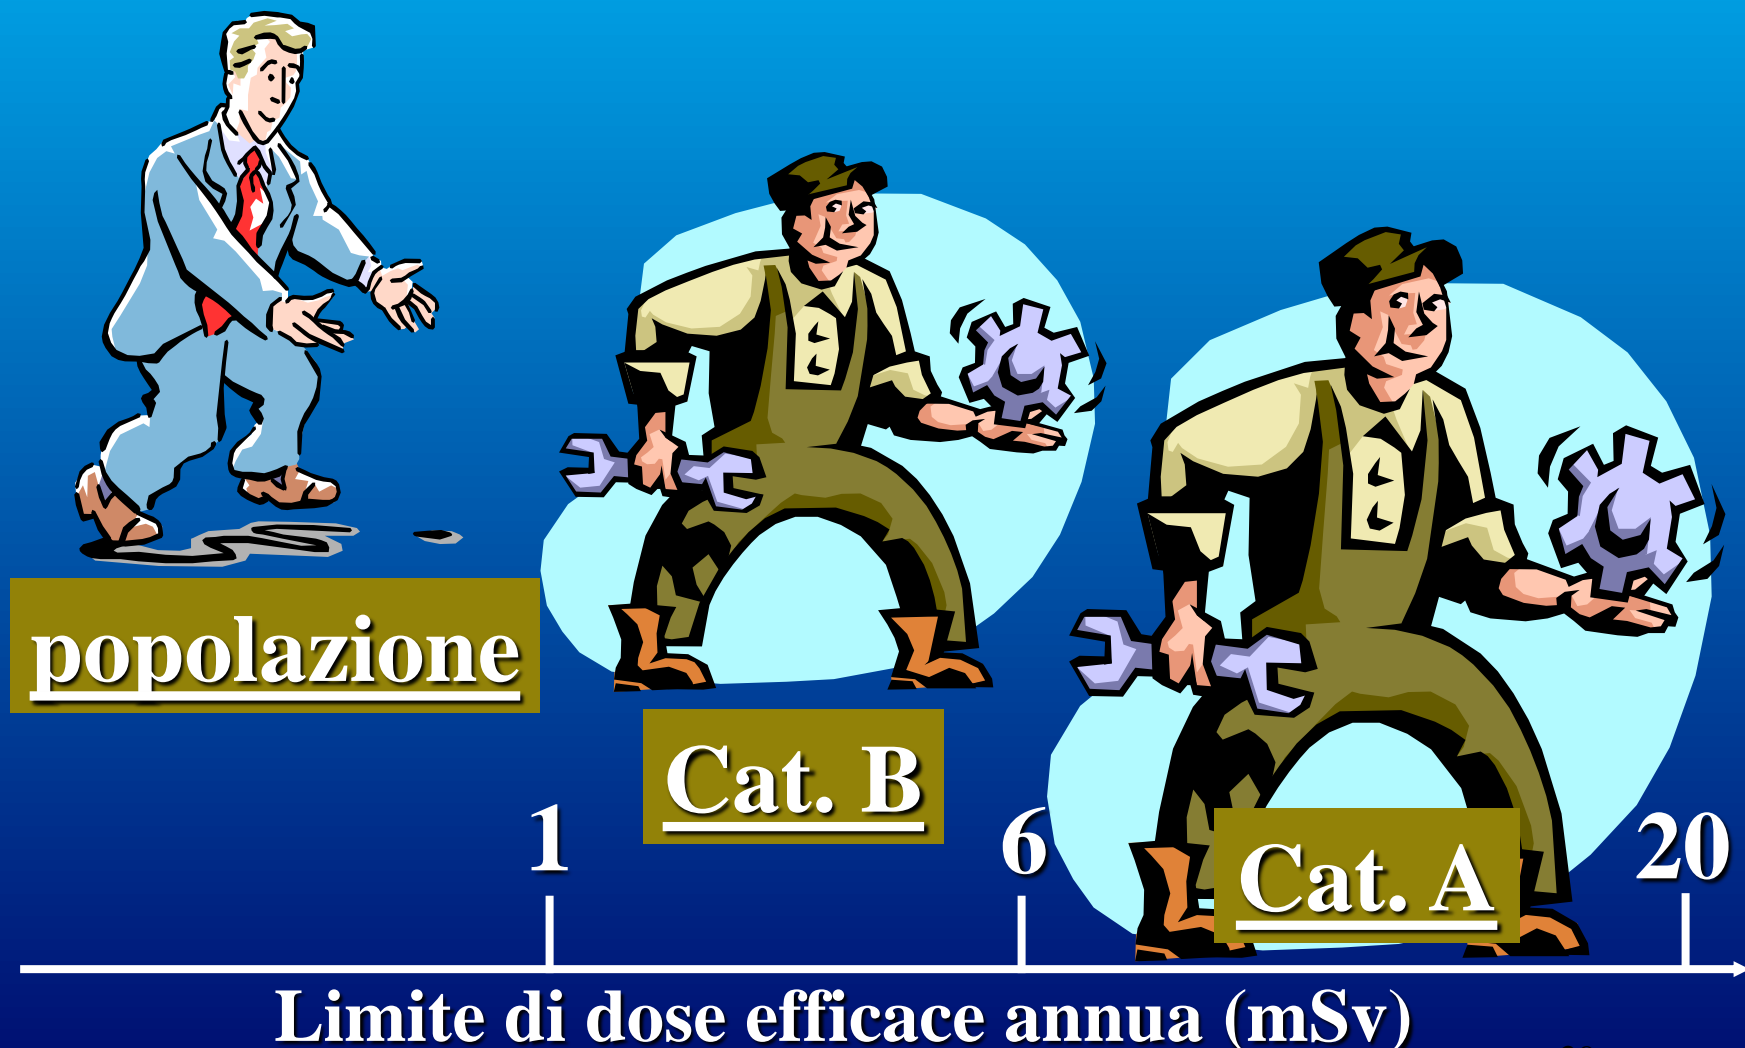 popolazione
Cat. B
Cat. A
1
6
20
Limite di dose efficace annua (mSv)